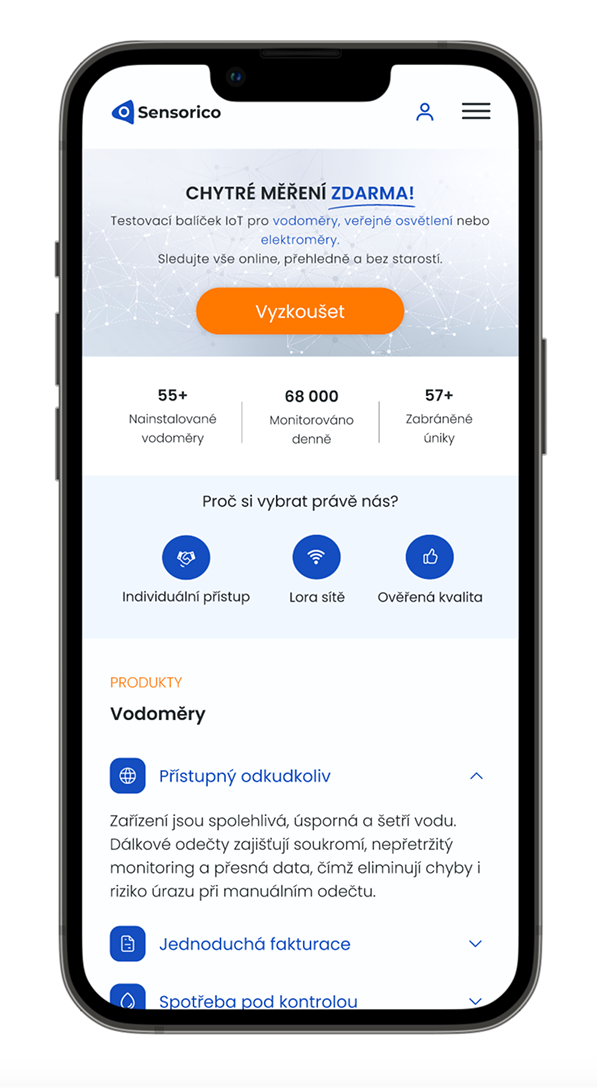 Sensorico
CHYTRÉ MĚŘENÍ ZDARMA!
Testovací balíček IoT pro vodoměry, veřejné osvětlení nebo
elektroměry.
Sledujte vše online, přehledně a bez starostí.
Vyzkoušet
55+
Nainstalované
vodoměry
68 000
Monitorováno
denně
57+
Zabráněné
úniky
Proč si vybrat právě nás?
Individuální přístup
Lora sítě
Ověřená kvalita
PRODUKTY
Vodoměry
Přístupný odkudkoliv
Zařízení jsou spolehlivá, úsporná a šetří vodu.
Dálkové odečty zajišťují soukromí, nepřetržitý
monitoring a přesná data, čímž eliminují chyby i
riziko úrazu při manuálním odečtu.
Jednoduchá fakturace
Spotřeba pod kontrolou